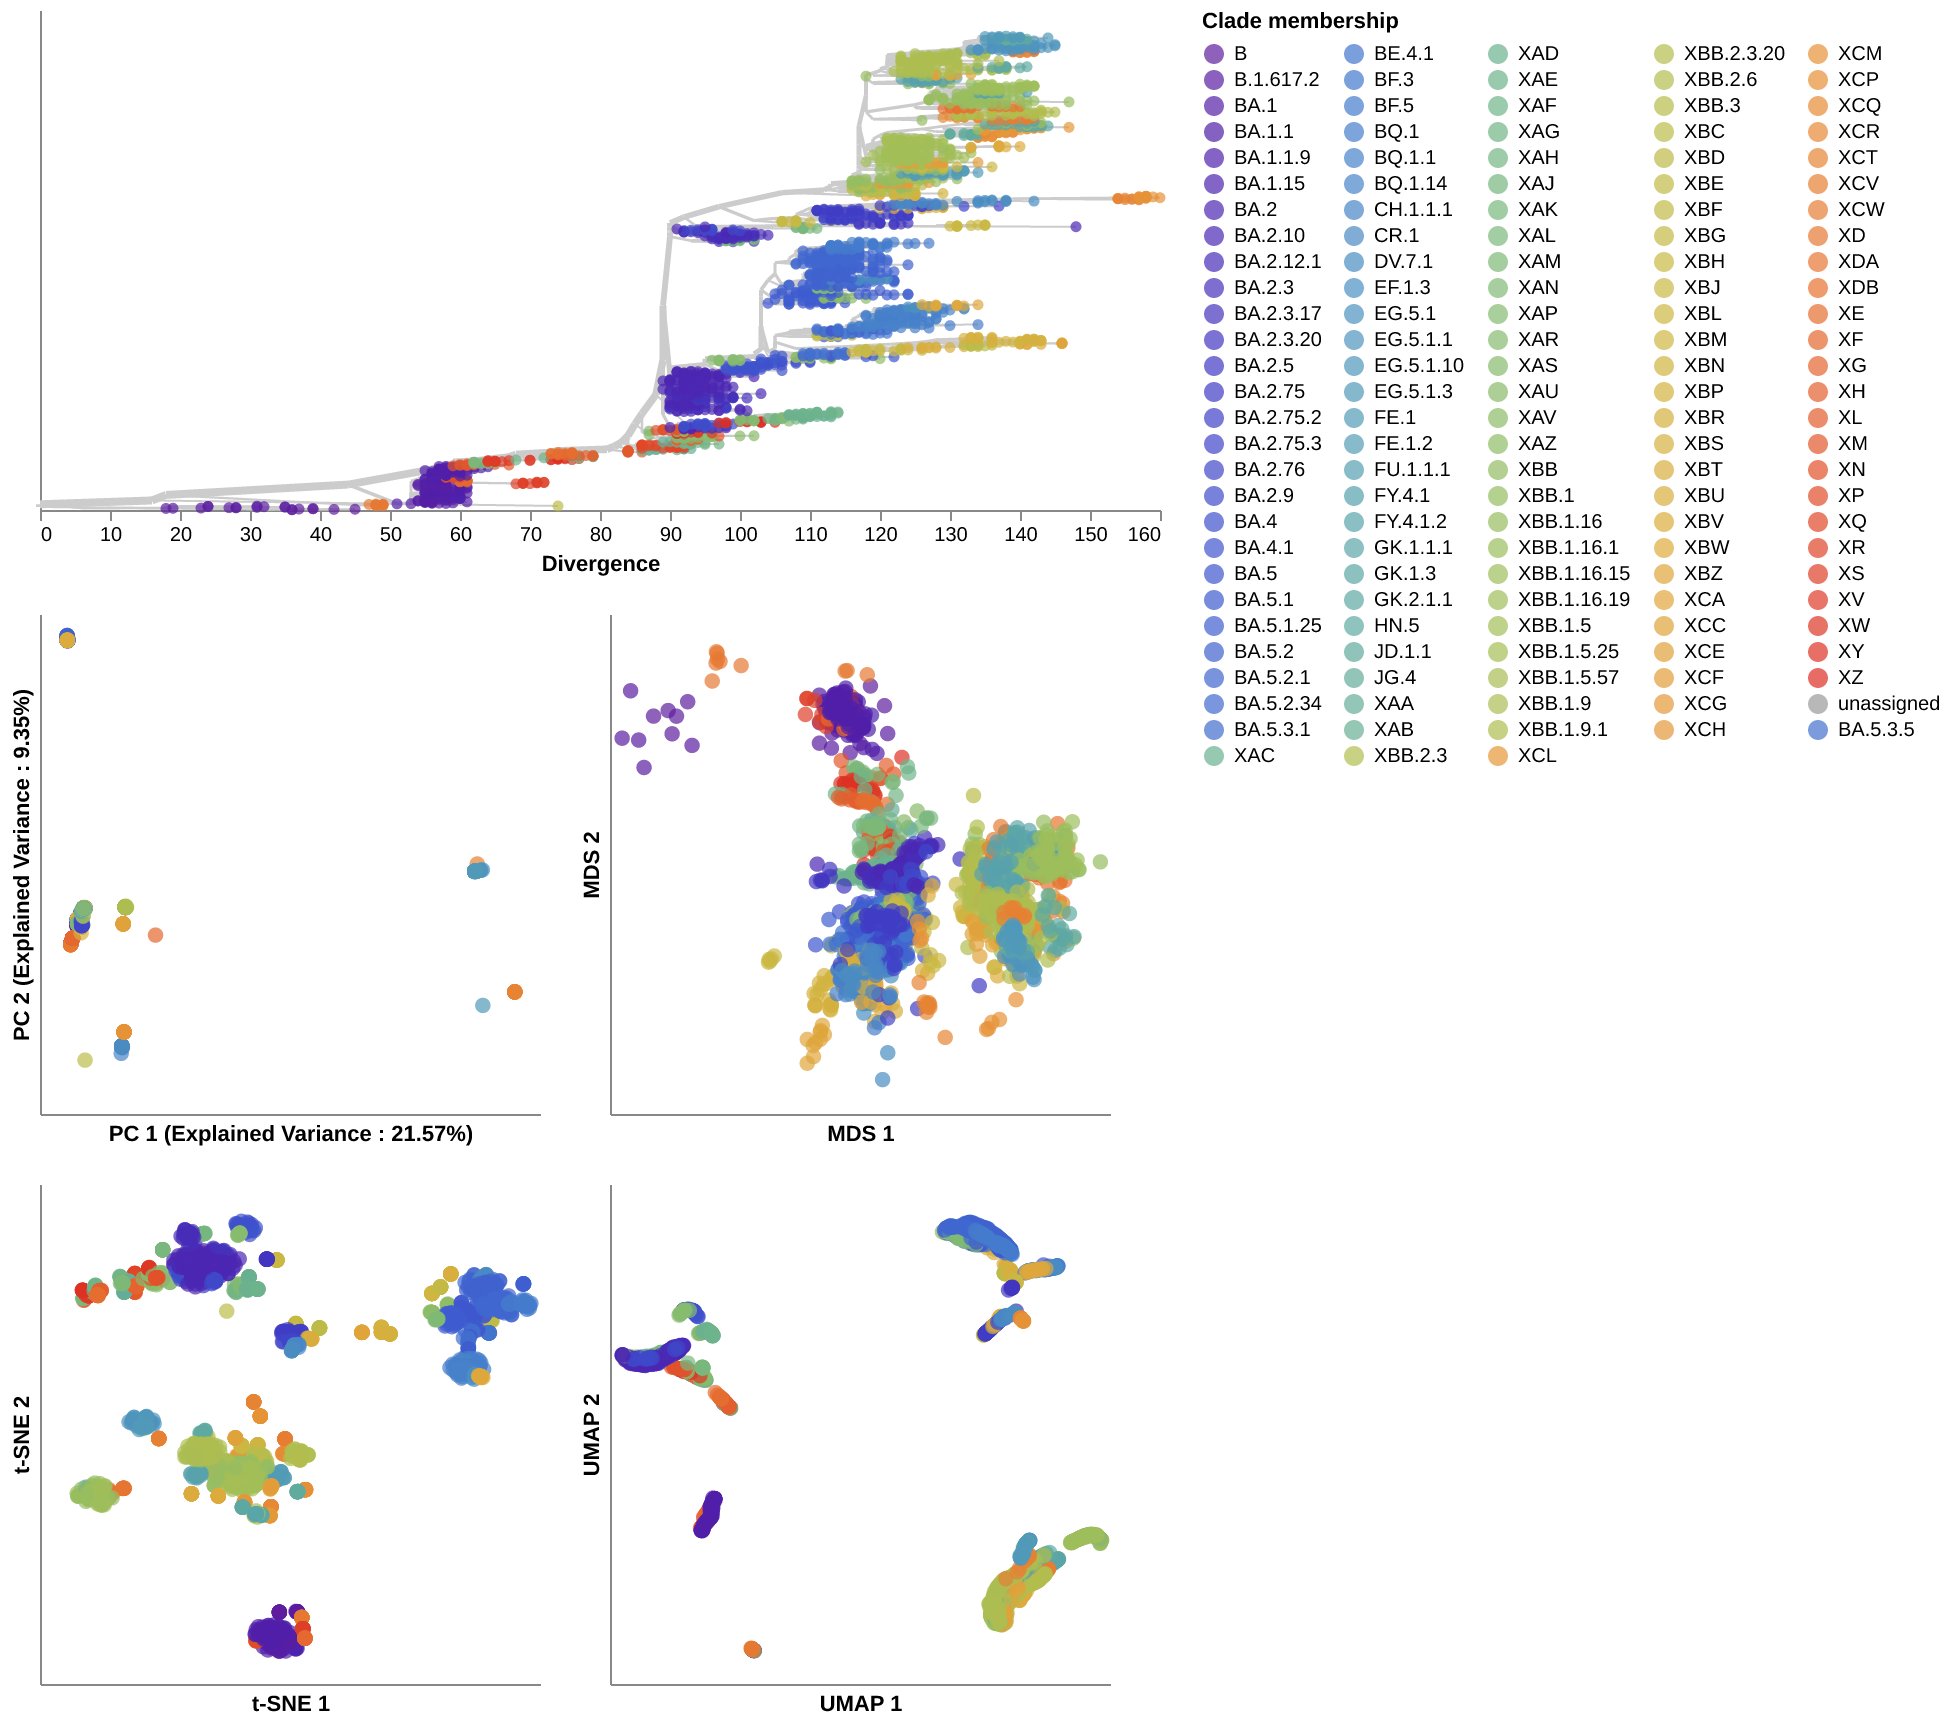 Clade membership
B BE.4.1 XAD XBB.2.3.20 XCM
B.1.617.2 BF.3 XAE XBB.2.6 XCP
BA.1 BF.5 XAF XBB.3 XCQ
BA.1.1 BQ.1 XAG XBC XCR
BA.1.1.9 BQ.1.1 XAH XBD XCT
BA.1.15 BQ.1.14 XAJ XBE XCV
BA.2 CH.1.1.1 XAK XBF XCW
BA.2.10 CR.1 XAL XBG XD
BA.2.12.1 DV.7.1 XAM XBH XDA
BA.2.3 EF.1.3 XAN XBJ XDB
BA.2.3.17 EG.5.1 XAP XBL XE
BA.2.3.20 EG.5.1.1 XAR XBM XF
BA.2.5 EG.5.1.10 XAS XBN XG
BA.2.75 EG.5.1.3 XAU XBP XH
BA.2.75.2 FE.1 XAV XBR XL
BA.2.75.3 FE.1.2 XAZ XBS XM
BA.2.76 FU.1.1.1 XBB XBT XN
BA.2.9 FY.4.1 XBB.1 XBU XP
BA.4 FY.4.1.2 XBB.1.16 XBV XQ
BA.4.1 GK.1.1.1 XBB.1.16.1 XBW XR
BA.5 GK.1.3 XBB.1.16.15 XBZ XS
BA.5.1 GK.2.1.1 XBB.1.16.19 XCA XV
BA.5.1.25 HN.5 XBB.1.5 XCC XW
BA.5.2 JD.1.1 XBB.1.5.25 XCE XY
BA.5.2.1 JG.4 XBB.1.5.57 XCF XZ
BA.5.2.34 XAA XBB.1.9 XCG unassigned
BA.5.3.1 XAB XBB.1.9.1 XCH BA.5.3.5
XAC XBB.2.3 XCL
0 10 20 30 40 50 60 70 80 90 100 110 120 130 140 150 160
Divergence
PC 2 (Explained Variance : 9.35%)
PC 1 (Explained Variance : 21.57%)
MDS 2
MDS 1
t-SNE 2
t-SNE 1
UMAP 2
UMAP 1